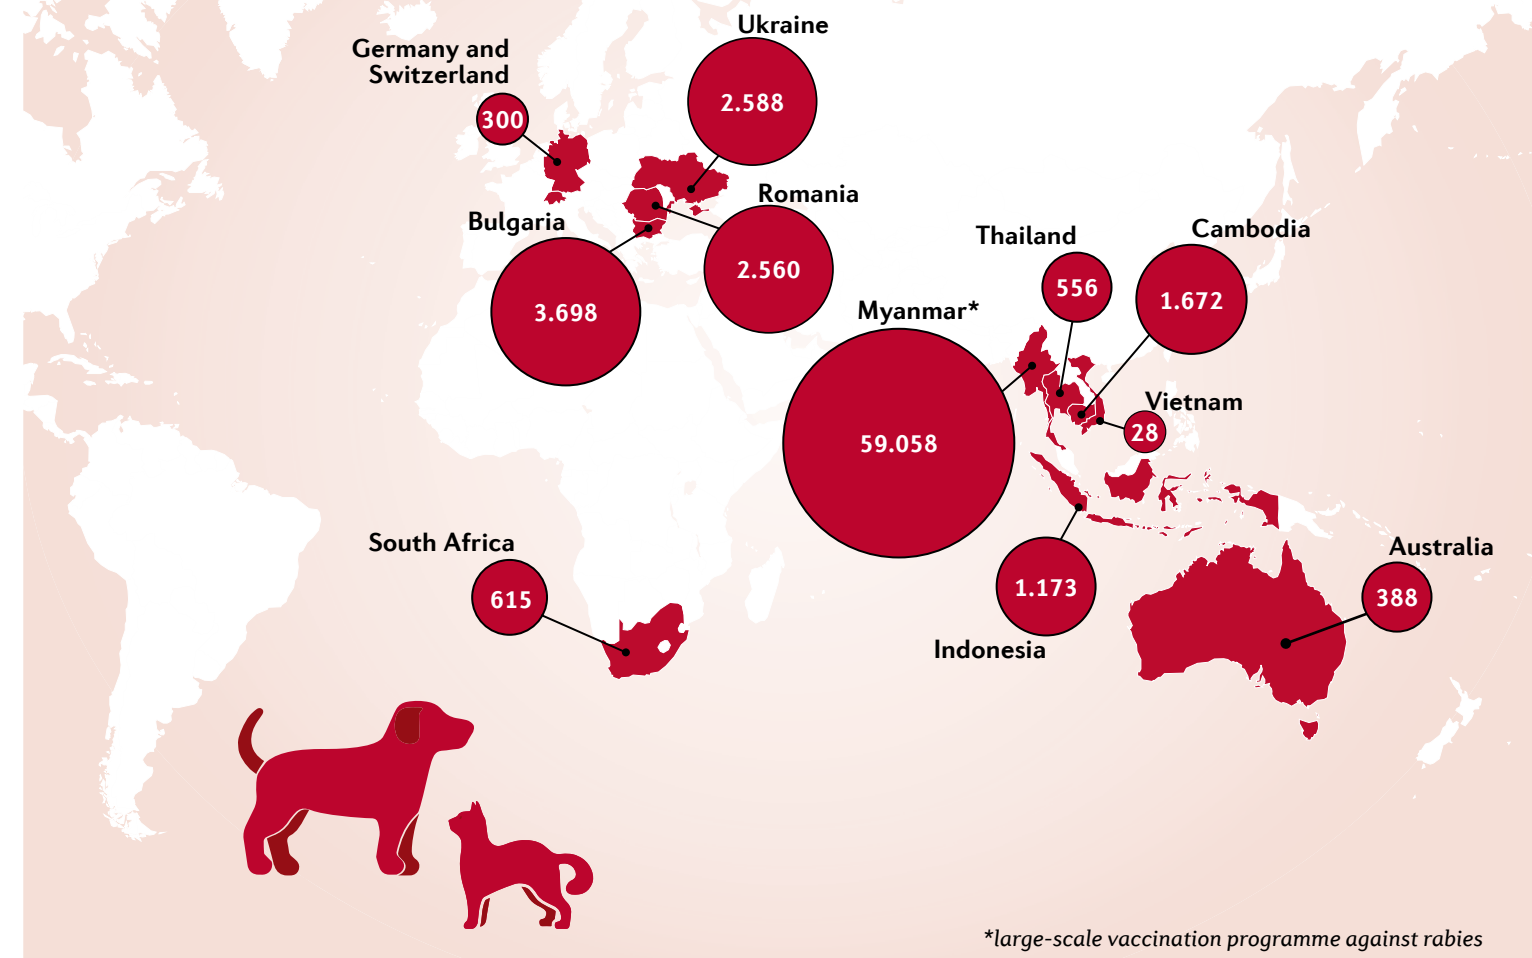 Ukraine
2.588
Germany and
Switzerland
300
Romania
2.560
Bulgaria
3.698
Cambodia
1.672
Thailand
556
Myanmar*
59.058
Vietnam
28
South Africa
615
Indonesia
1.173
Australia
388
*large-scale vaccination programme against rabies